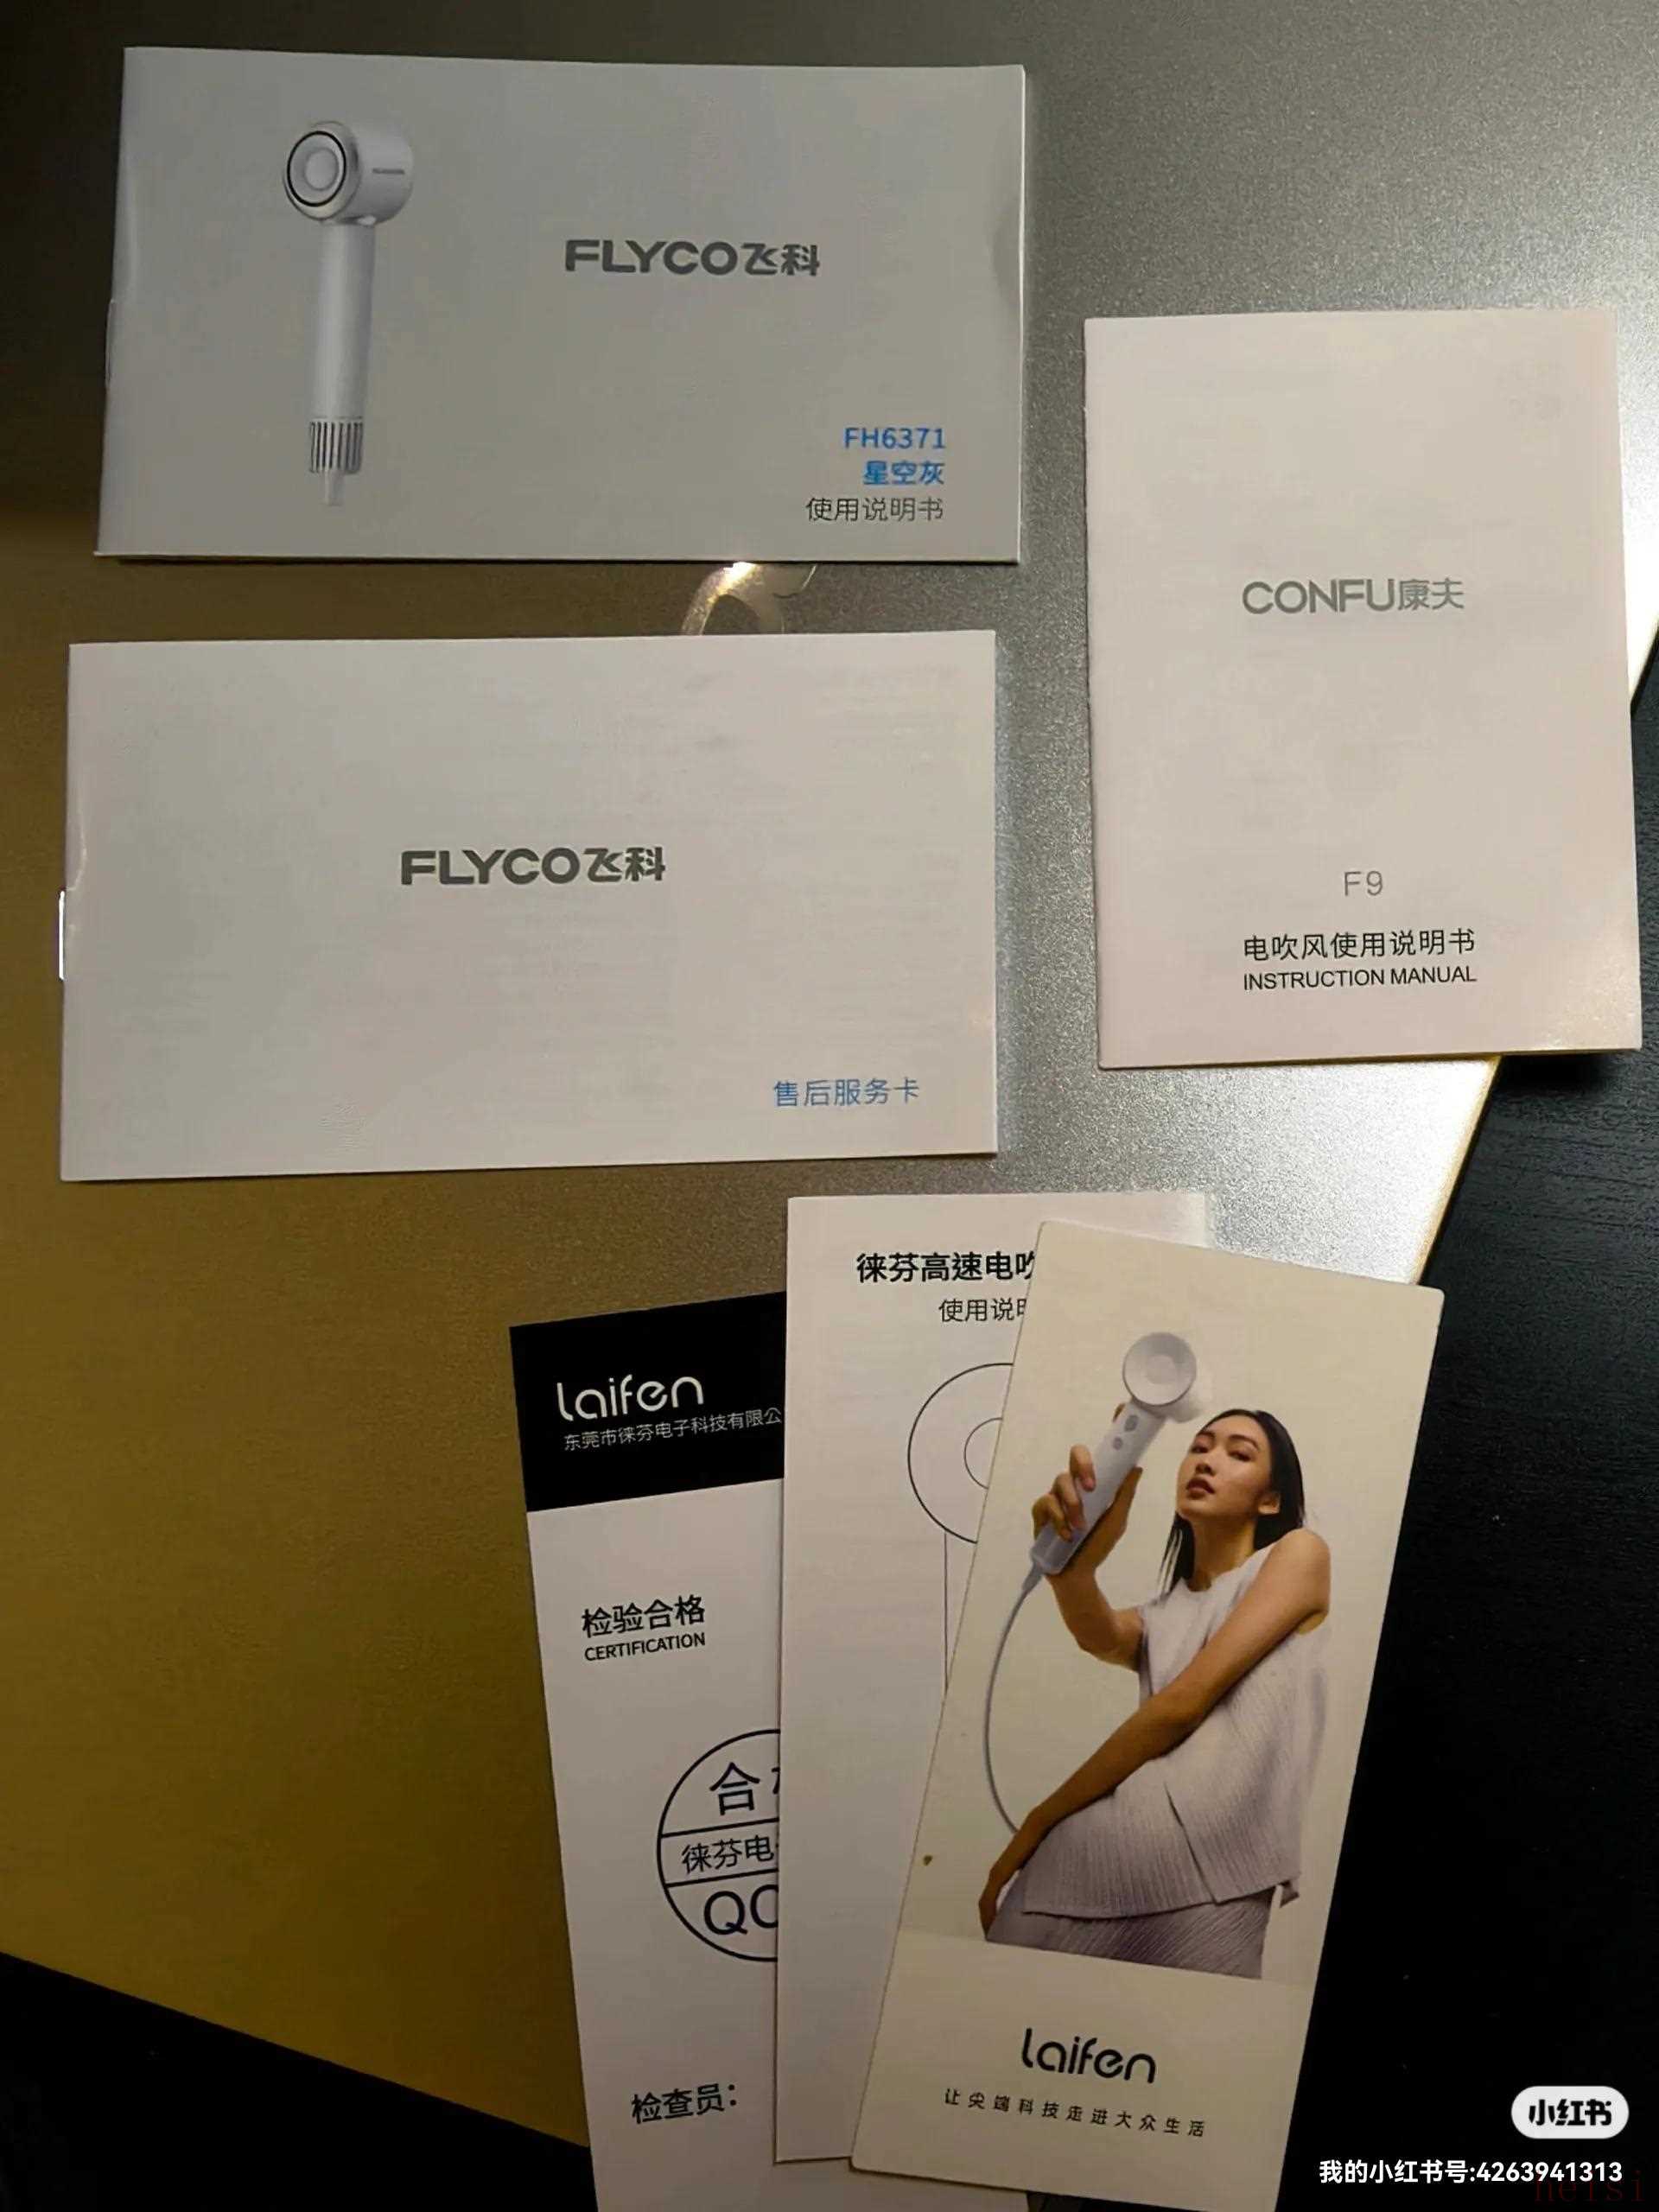 FLYCO飞科
FH6371
星空灰
使用说明书
CONFU康夫
F9
电吹风使用说明书
INSTRUCTION MANUAL
FLYCO飞科
售后服务卡
laifen
东莞市徕芬电子科技有限公
检验合格
CERTIFICATION
合
徕芬电
QC
检查员：
徕芬高速电吹
使用说明
laifen
让尖端科技走进大众生活
小红书
我的小红书号:4263941313